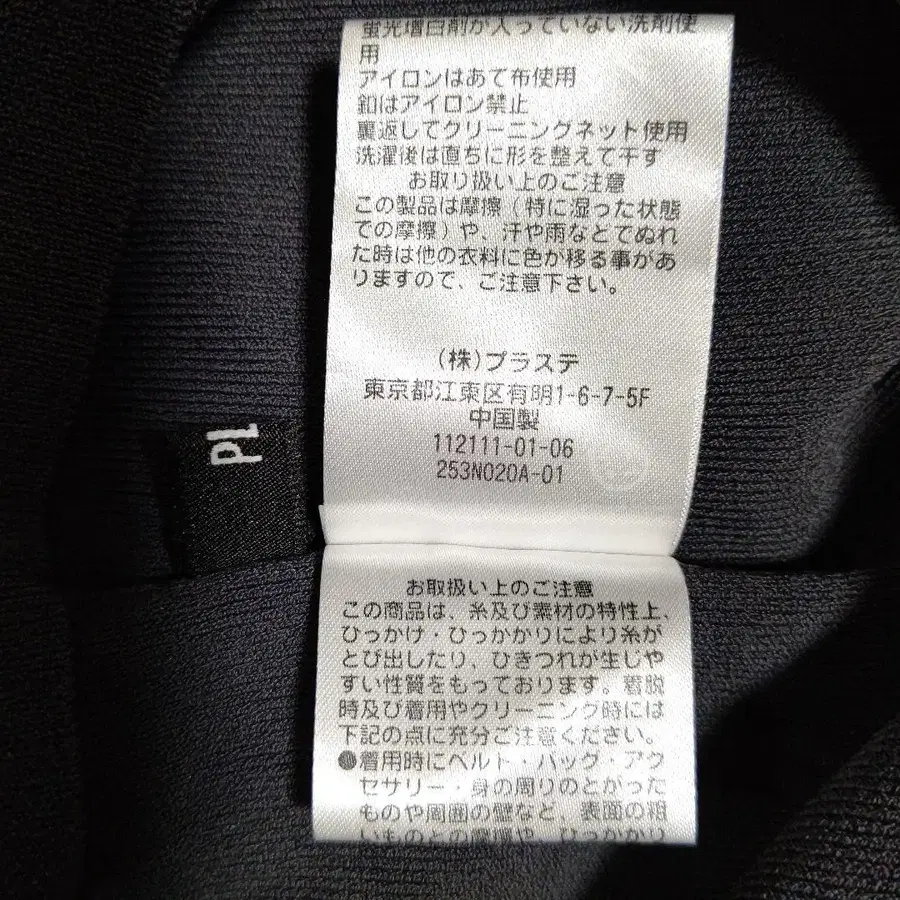 蛍光増白剤が入っていない洗剤使
用
アイロンはあて布使用
釦はアイロン禁止
裏返してクリーニングネット使用
洗濯後は直ちに形を整えて干す
お取り扱い上のご注意
この製品は摩擦(特に湿った状態
での摩擦)や、汗や雨などでぬれ
た時は他の衣料に色が移る事があ
りますので、ご注意下さい。
(株)プラステ
東京都江東区有明1-6-7-5F
中国製
112111-01-06
253N020A-01
PL
お取扱い上のご注意
この商品は、糸及び素材の特性上、
ひっかけ・ひっかかりにより糸が
とび出したり、ひきつれが生じや
すい性質をもっております。着脱
時及び着用やクリーニング時には
下記の点に充分ご注意ください。
●着用時にベルト・バッグ・アク
セサリー・身の周りのとがった
ものや周囲の壁など、表面の粗
いものとの摩擦や、ひっかかり